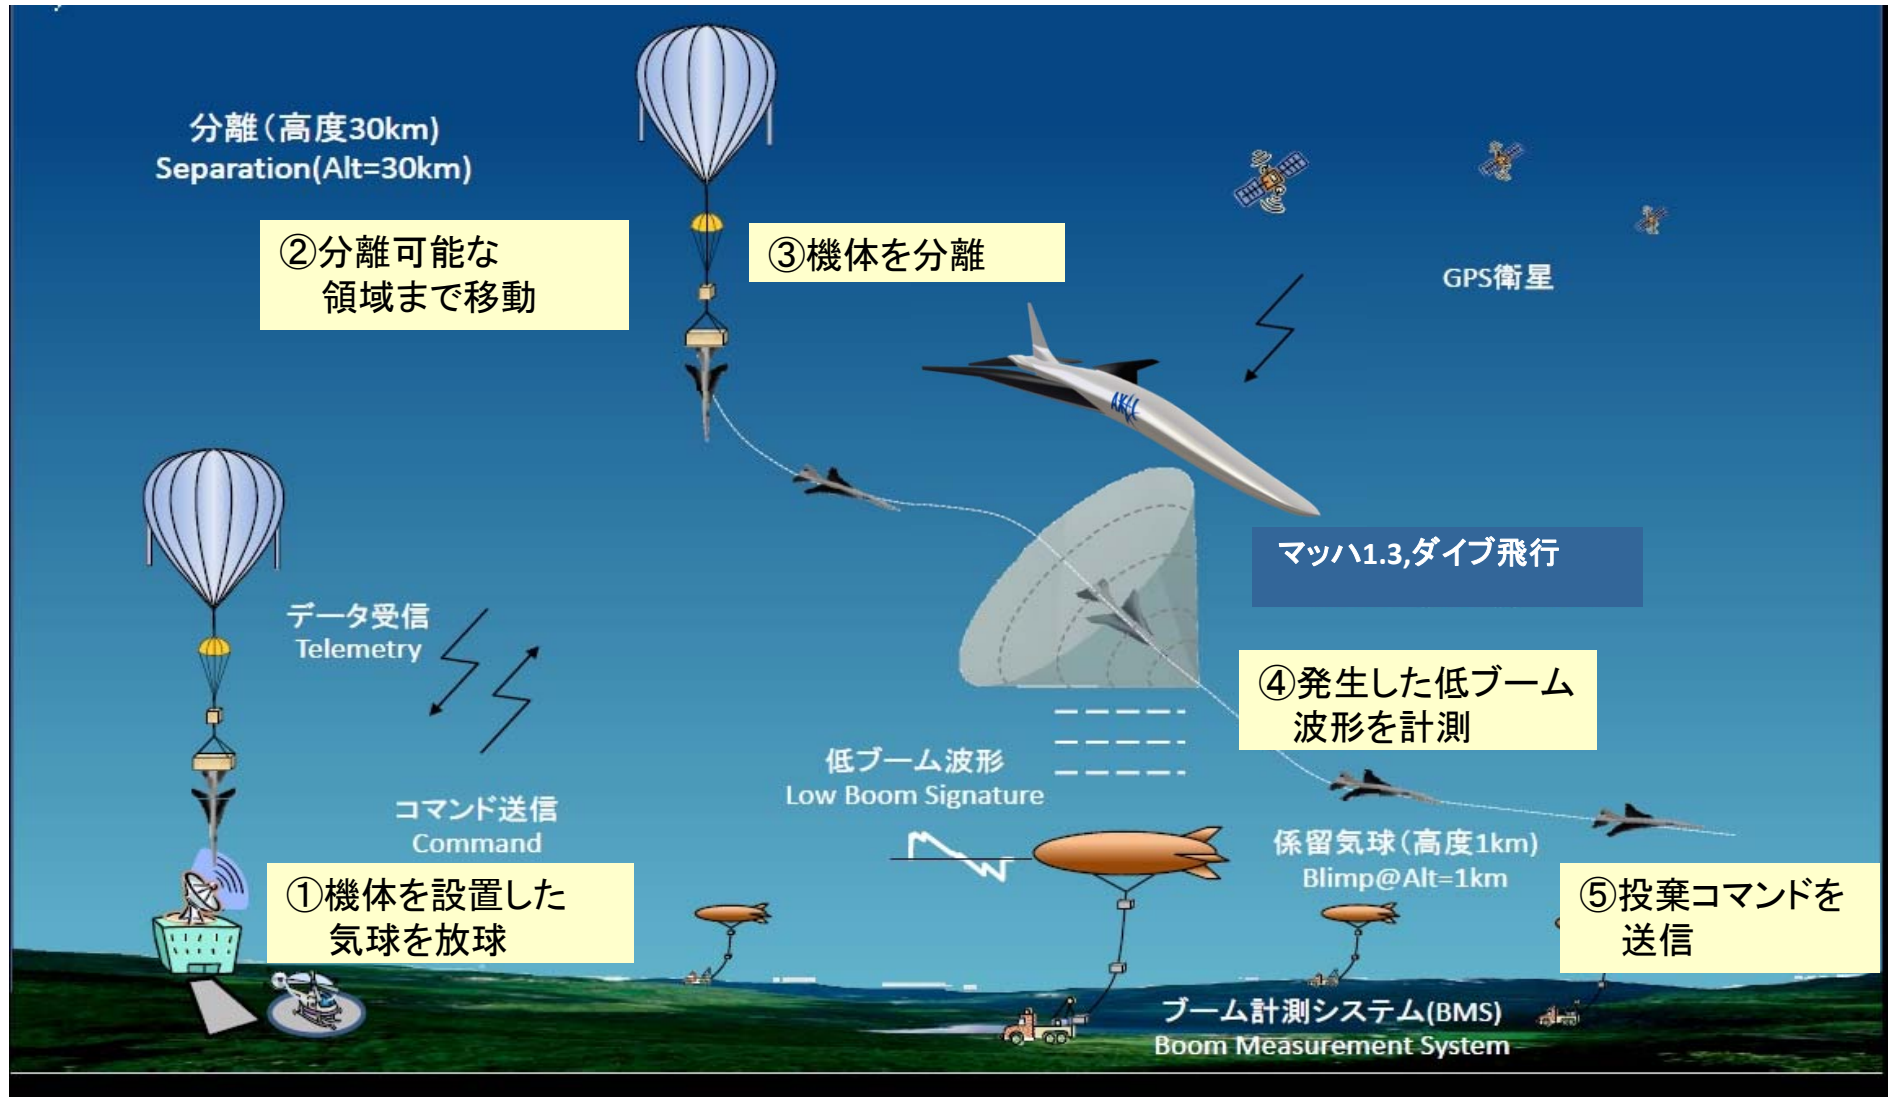 分離(高度30km)
Separation(Alt=30km)
②分離可能な
領域まで移動
③機体を分離
GPS衛星
マッハ1.3,ダイブ飛行
データ受信
Telemetry
④発生した低ブーム
波形を計測
低ブーム波形
Low Boom Signature
コマンド送信
Command
係留気球(高度1km)
Blimp@Alt=1km
①機体を設置した
気球を放球
⑤投棄コマンドを
送信
ブーム計測システム(BMS)
Boom Measurement System